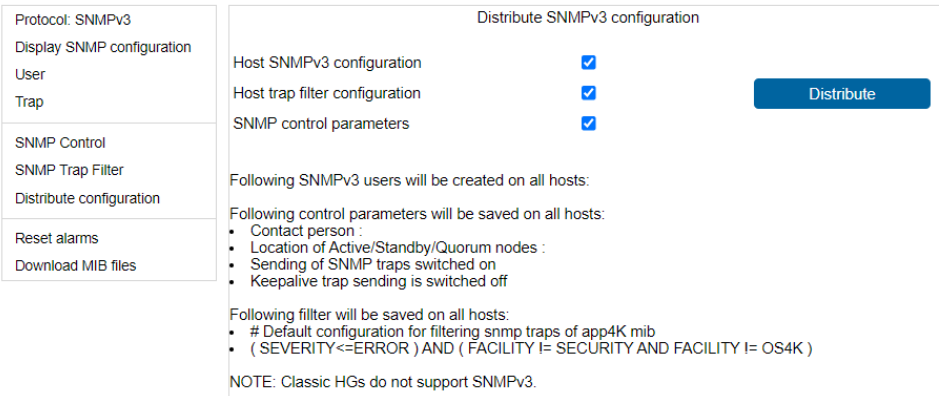 Protocol: SNMPv3
Display SNMP configuration
User
Trap
SNMP Control
SNMP Trap Filter
Distribute configuration
Reset alarms
Download MIB files
Distribute SNMPv3 configuration
Host SNMPv3 configuration
Host trap filter configuration
Distribute
SNMP control parameters
Following SNMPv3 users will be created on all hosts:
Following control parameters will be saved on all hosts:
• Contact person :
• Location of Active/Standby/Quorum nodes :
• Sending of SNMP traps switched on
• Keepalive trap sending is switched off
Following fillter will be saved on all hosts:
• # Default configuration for filtering snmp traps of app4K mib
• ( SEVERITY<=ERROR ) AND ( FACILITY != SECURITY AND FACILITY != OS4K )
NOTE: Classic HGs do not support SNMPv3.